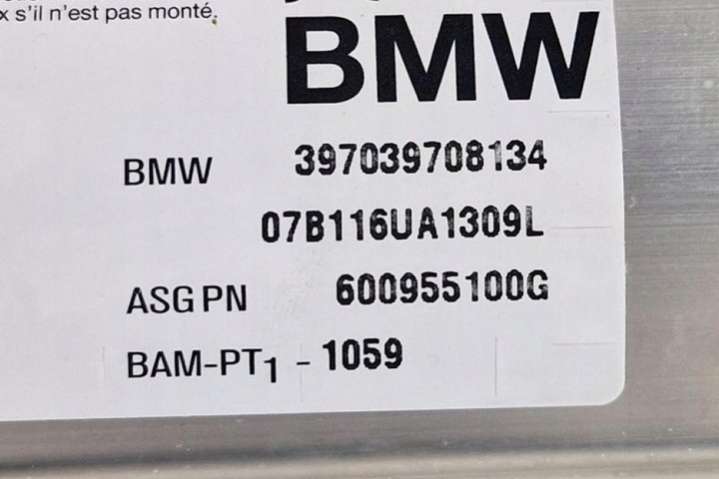 x s'il n'est pas monté.
BMW
BMW 397039708134
07B116UA1309L
ASG PN 600955100G
BAM-PT1 - 1059